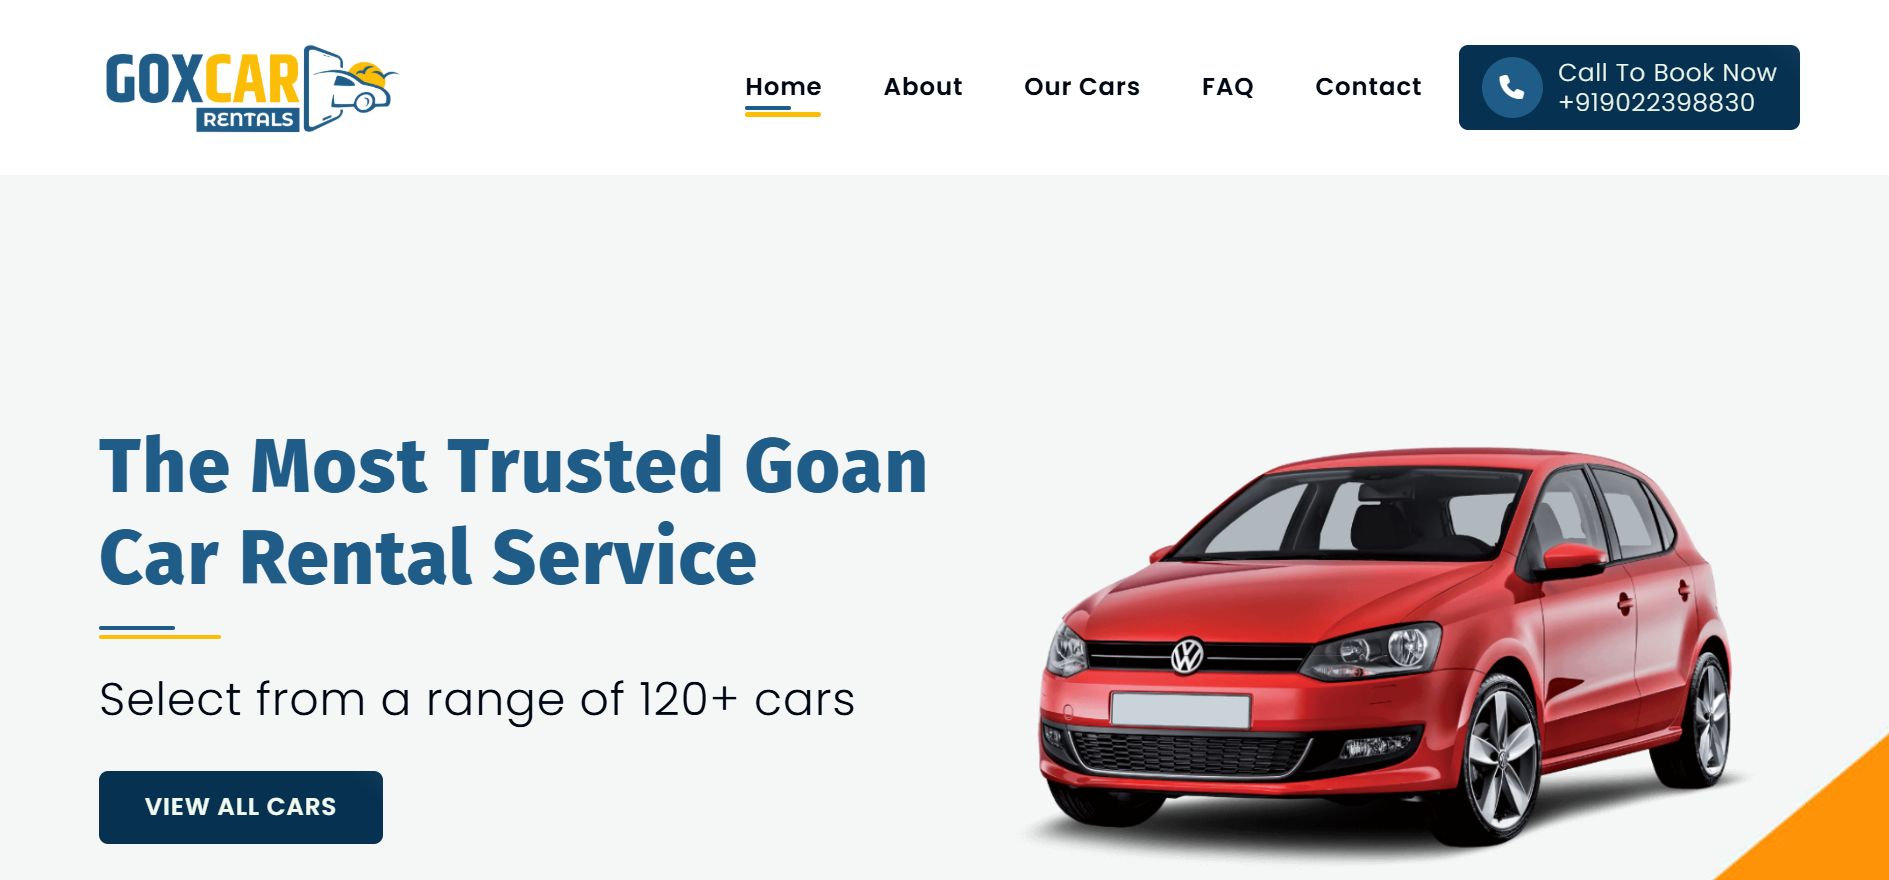 GOXCAR
RENTALS
Home
About
Our Cars
FAQ
Contact
Call To Book Now
+919022398830
The Most Trusted Goan
Car Rental Service
Select from a range of 120+ cars
VIEW ALL CARS